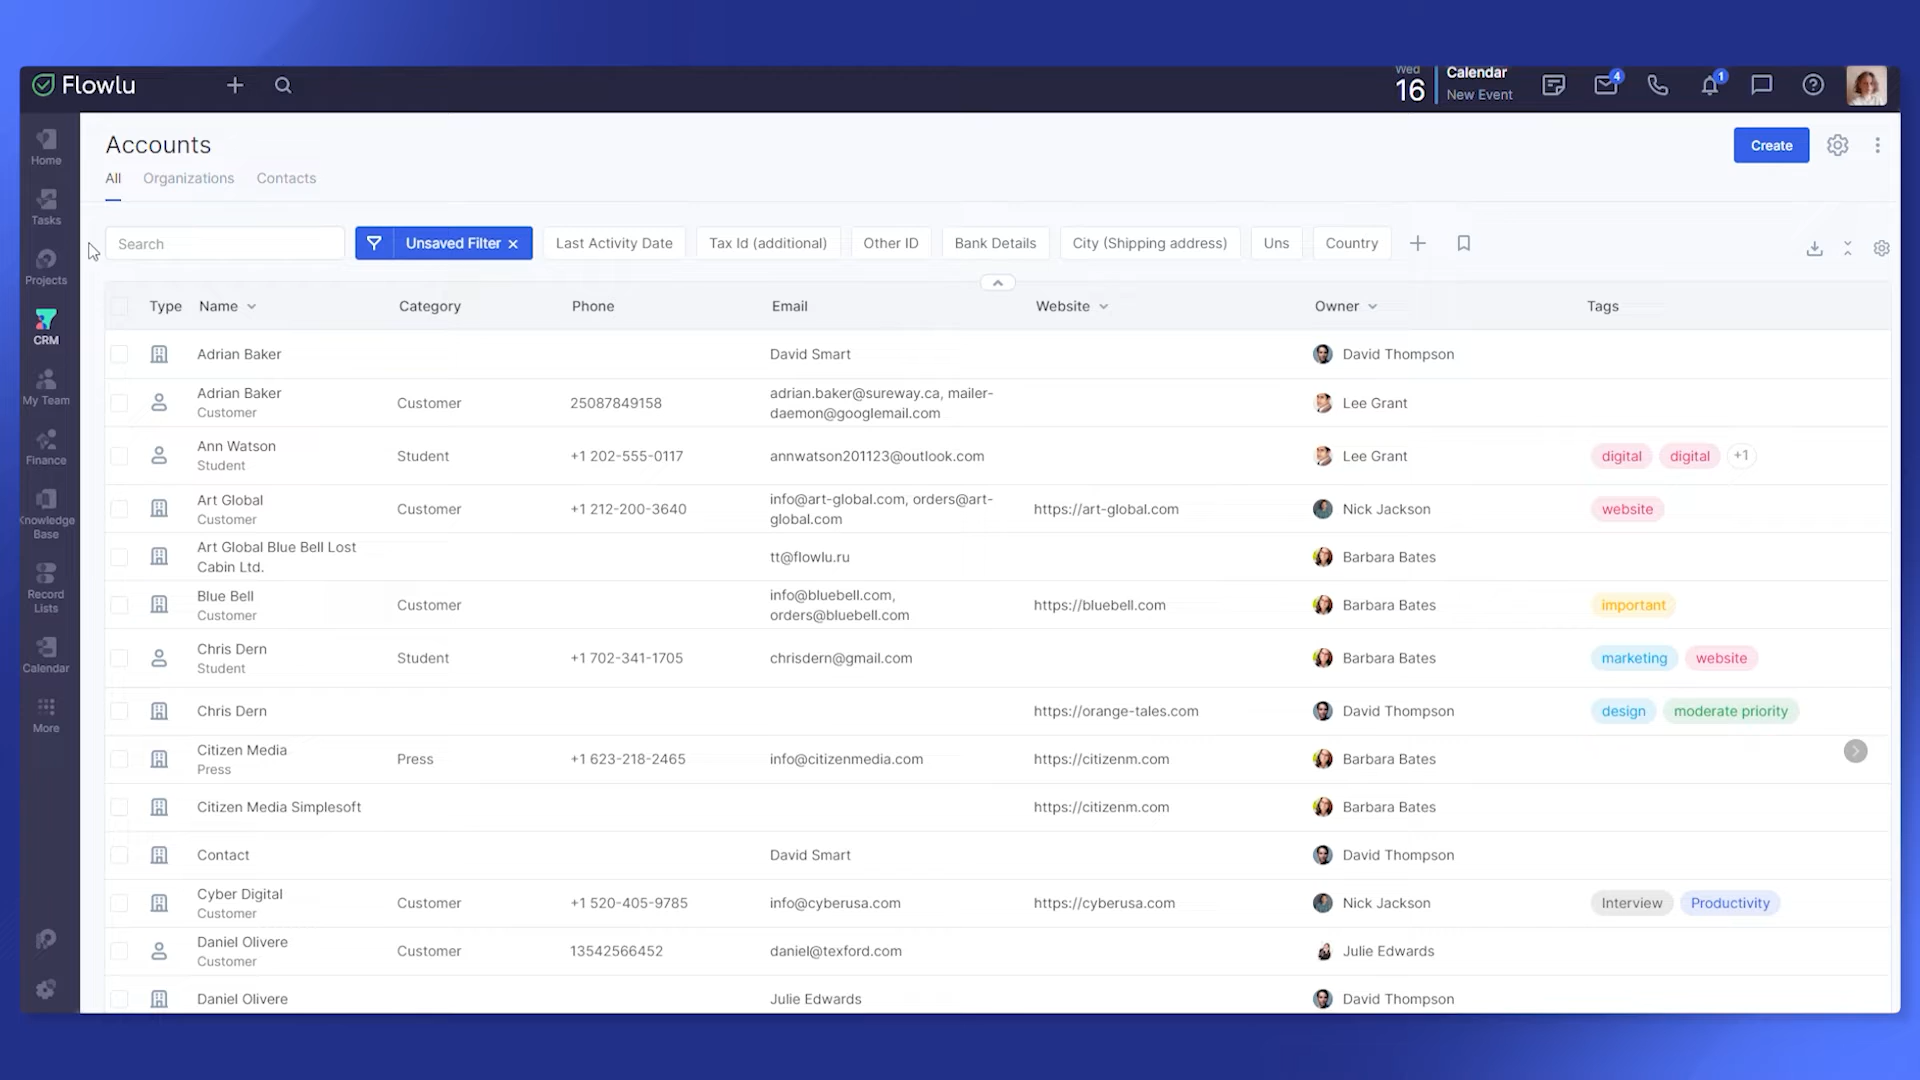 Flowlu
Wed
16
Calendar
New Event
4
1
Home
Tasks
Projects
CRM
My Team
Finance
Knowledge
Base
Record
Lists
Calendar
More
Accounts
Create
All Organizations Contacts
Search
Unsaved Filter
Last Activity Date
Tax Id (additional)
Other ID
Bank Details
City (Shipping address)
Uns
Country
Type Name Category Phone Email Website Owner Tags
Adrian Baker David Smart David Thompson
Adrian Baker
Customer
Customer 25087849158
adrian.baker@sureway.ca, mailer-
daemon@googlemail.com
Lee Grant
Ann Watson
Student
Student +1 202-555-0117 annwatson201123@outlook.com Lee Grant digital digital +1
Art Global
Customer
Customer +1 212-200-3640
info@art-global.com, orders@art-
global.com
https://art-global.com Nick Jackson website
Art Global Blue Bell Lost
Cabin Ltd.
tt@flowlu.ru Barbara Bates
Blue Bell
Customer
Customer
info@bluebell.com,
orders@bluebell.com
https://bluebell.com Barbara Bates important
Chris Dern
Student
Student +1 702-341-1705 chrisdern@gmail.com Barbara Bates marketing website
Chris Dern https://orange-tales.com David Thompson design moderate priority
Citizen Media
Press
Press +1 623-218-2465 info@citizenmedia.com https://citizenm.com Barbara Bates
Citizen Media Simplesoft https://citizenm.com Barbara Bates
Contact David Smart David Thompson
Cyber Digital
Customer
Customer +1 520-405-9785 info@cyberusa.com https://cyberusa.com Nick Jackson Interview Productivity
Daniel Olivere
Customer
Customer 13542566452 daniel@texford.com Julie Edwards
Daniel Olivere Julie Edwards David Thompson